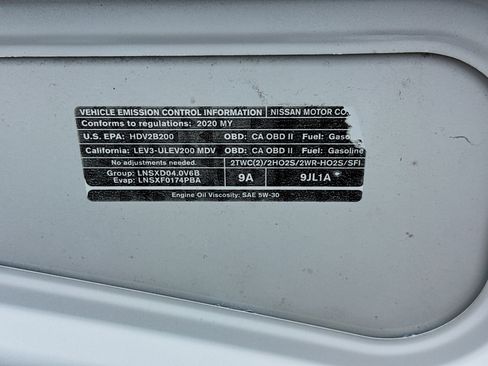 VEHICLE EMISSION CONTROL INFORMATION NISSAN MOTOR CO.
Conforms to regulations: 2020 MY
U.S. EPA: HDV2B200 OBD: CA OBD II Fuel: Gasoline
California: LEV3-ULEV200 MDV OBD: CA OBD II Fuel: Gasoline
No adjustments needed. 2TWC(2)/2HO2S/2WR-HO2S/SFI
Group: LNSXD04.0V6B
Evap: LNSXF0174PBA 9A 9JL1A
Engine Oil Viscosity: SAE 5W-30